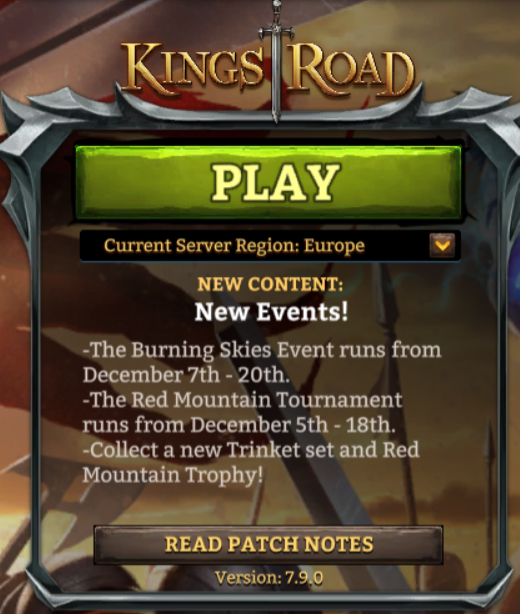 KINGS ROAD
PLAY
Current Server Region: Europe
NEW CONTENT:
New Events!
-The Burning Skies Event runs from
December 7th - 20th.
-The Red Mountain Tournament
runs from December 5th - 18th.
-Collect a new Trinket set and Red
Mountain Trophy!
READ PATCH NOTES
Version: 7.9.0